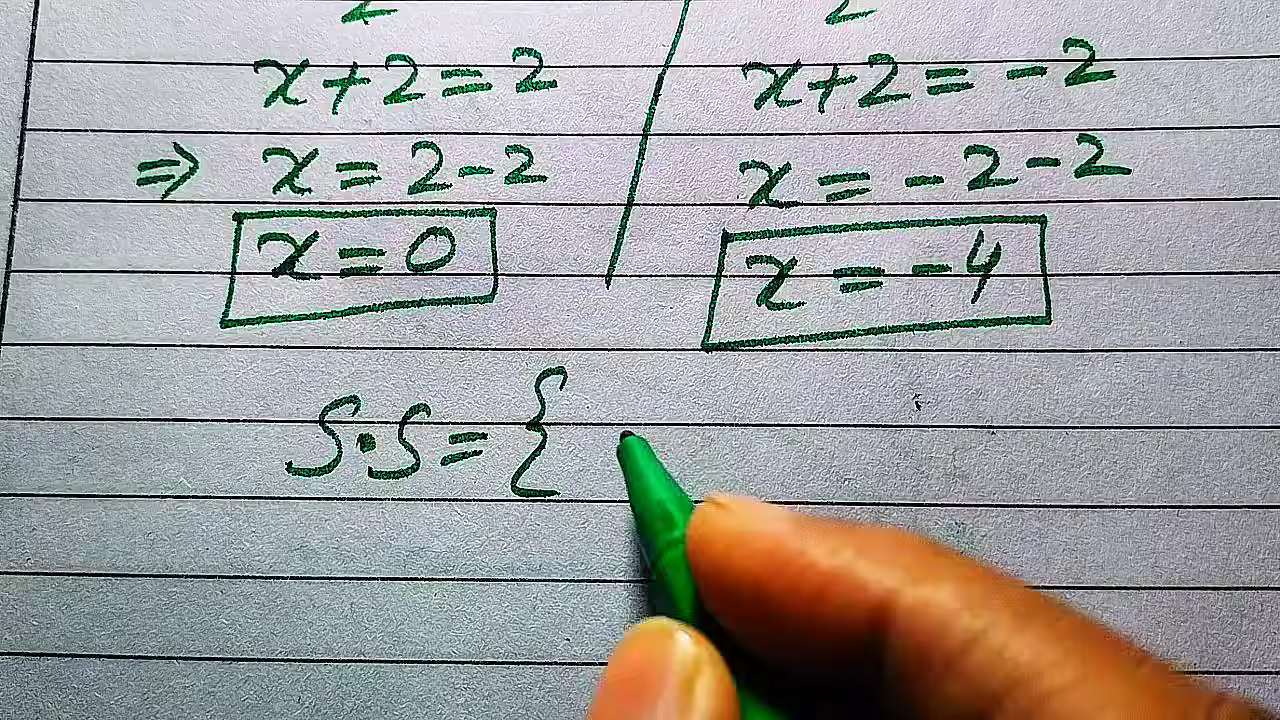 x+2=2 x+2=-2
⇒ x=2-2 x=-2-2
x=0 x=-4
S.S={